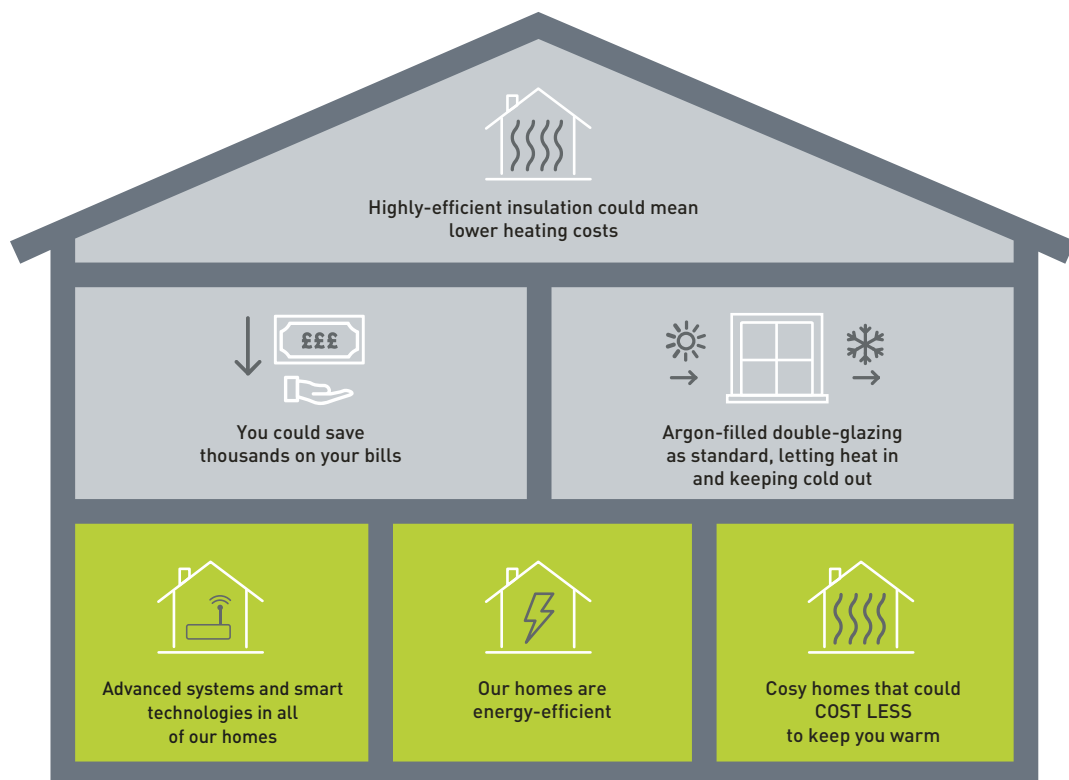 Highly-efficient insulation could mean
lower heating costs
£££
You could save
thousands on your bills
Argon-filled double-glazing
as standard, letting heat in
and keeping cold out
Advanced systems and smart
technologies in all
of our homes
Our homes are
energy-efficient
Cosy homes that could
COST LESS
to keep you warm